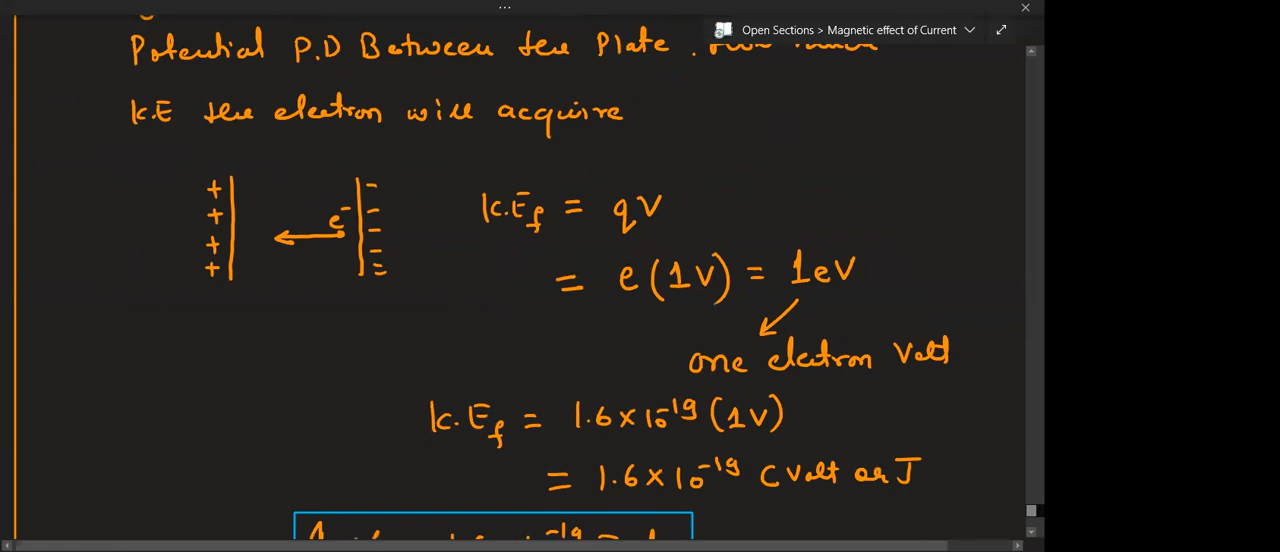 Open Sections > Magnetic effect of Current
Potential P.D Between the Plate.
K.E the electron will acquire
+ + + +
e⁻
- - - - =
K.E_f = qV
= e(1V) = 1eV
one electron Volt
K.E_f = 1.6×10⁻¹⁹ (1V)
= 1.6×10⁻¹⁹ C Volt or J